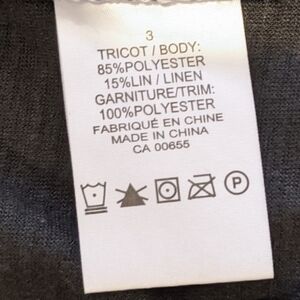 3
TRICOT / BODY:
85%POLYESTER
15%LIN / LINEN
GARNITURE/TRIM:
100%POLYESTER
FABRIQUÉ EN CHINE
MADE IN CHINA
CA 00655
P